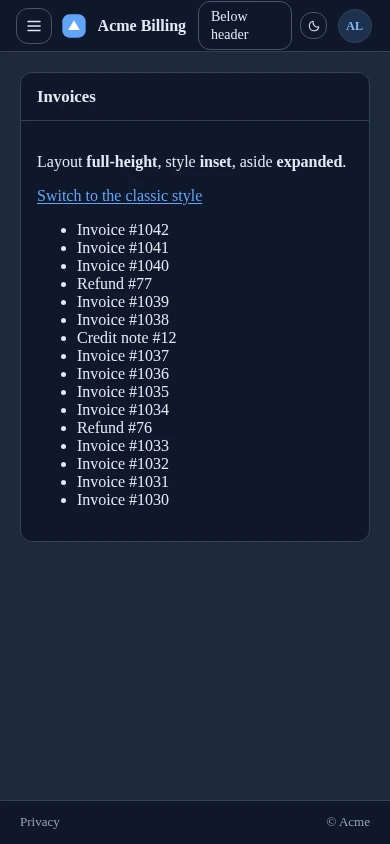 Acme Billing
Below
header
AL
Invoices
Layout full-height, style inset, aside expanded.
Switch to the classic style
Invoice #1042
Invoice #1041
Invoice #1040
Refund #77
Invoice #1039
Invoice #1038
Credit note #12
Invoice #1037
Invoice #1036
Invoice #1035
Invoice #1034
Refund #76
Invoice #1033
Invoice #1032
Invoice #1031
Invoice #1030
Privacy
© Acme